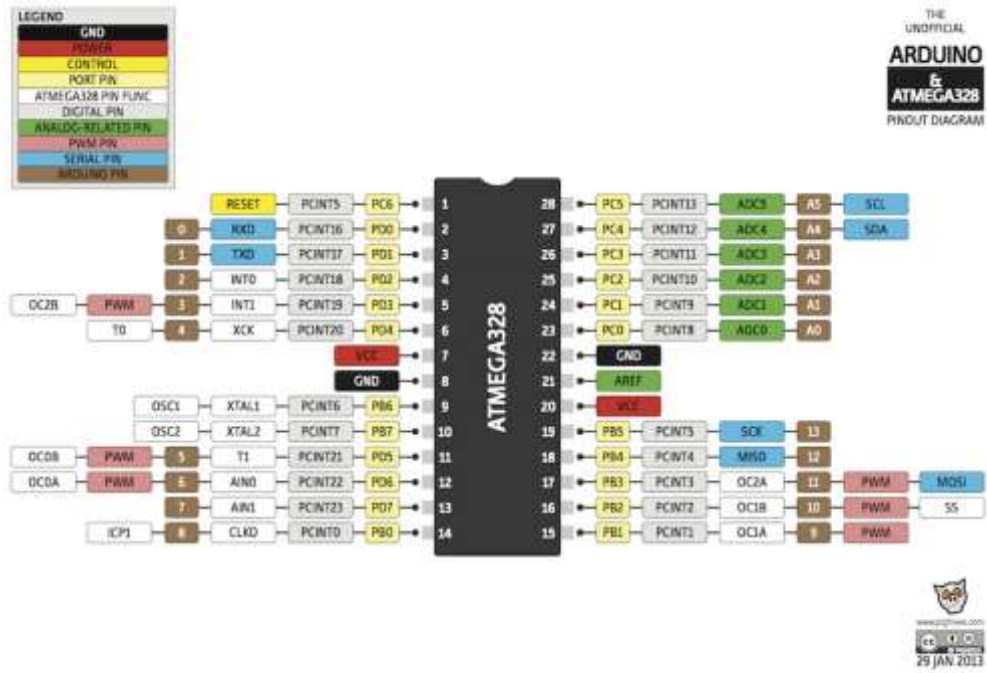 LEGEND
GND
POWER
CONTROL
PORT PIN
ATMEGA328 PIN FUNC
DIGITAL PIN
ANALOG-RELATED PIN
PWM PIN
SERIAL PIN
ARDUINO PIN
THE
UNOFFICIAL
ARDUINO
&
ATMEGA328
PINOUT DIAGRAM
ATMEGA328
RESET PCINT5 PC6 1
0 RXD PCINT16 PD0 2
1 TXD PCINT17 PD1 3
2 INT0 PCINT18 PD2 4
OC2B PWM 3 INT1 PCINT19 PD3 5
T0 4 XCK PCINT20 PD4 6
VCC 7
GND 8
OSC1 XTAL1 PCINT6 PB6 9
OSC2 XTAL2 PCINT7 PB7 10
OC0B PWM 5 T1 PCINT21 PD5 11
OC0A PWM 6 AIN0 PCINT22 PD6 12
7 AIN1 PCINT23 PD7 13
ICP1 8 CLKO PCINT0 PB0 14
28 PC5 PCINT13 ADC5 A5 SCL
27 PC4 PCINT12 ADC4 A4 SDA
26 PC3 PCINT11 ADC3 A3
25 PC2 PCINT10 ADC2 A2
24 PC1 PCINT9 ADC1 A1
23 PC0 PCINT8 ADC0 A0
22 GND
21 AREF
20 VCC
19 PB5 PCINT5 SCK 13
18 PB4 PCINT4 MISO 12
17 PB3 PCINT3 OC2A 11 PWM MOSI
16 PB2 PCINT2 OC1B 10 PWM SS
15 PB1 PCINT1 OC1A 9 PWM
cc
29 JAN 2013